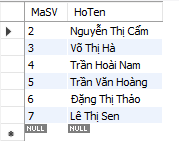 MaSV HoTen
2 Nguyễn Thị Cẩm
3 Võ Thị Hà
4 Trần Hoài Nam
5 Trần Văn Hoàng
6 Đặng Thị Thảo
7 Lê Thị Sen
NULL NULL